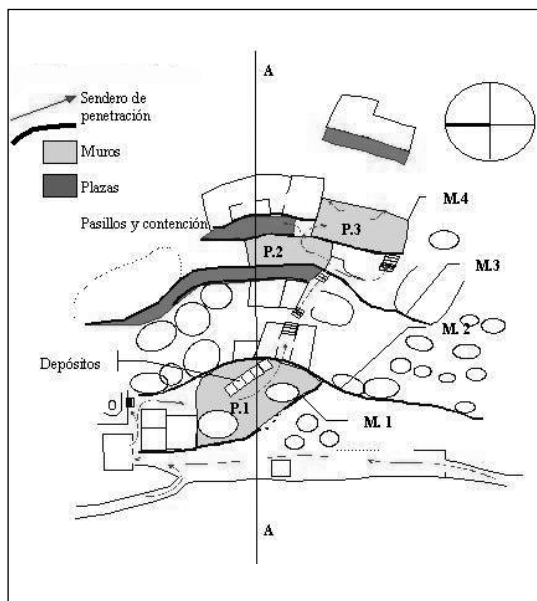 A
Sendero de
penetración
Muros
Plazas
Pasillos y contención
M.4
P.3
P.2
M.3
M. 2
Depósitos
P.1
M. 1
A